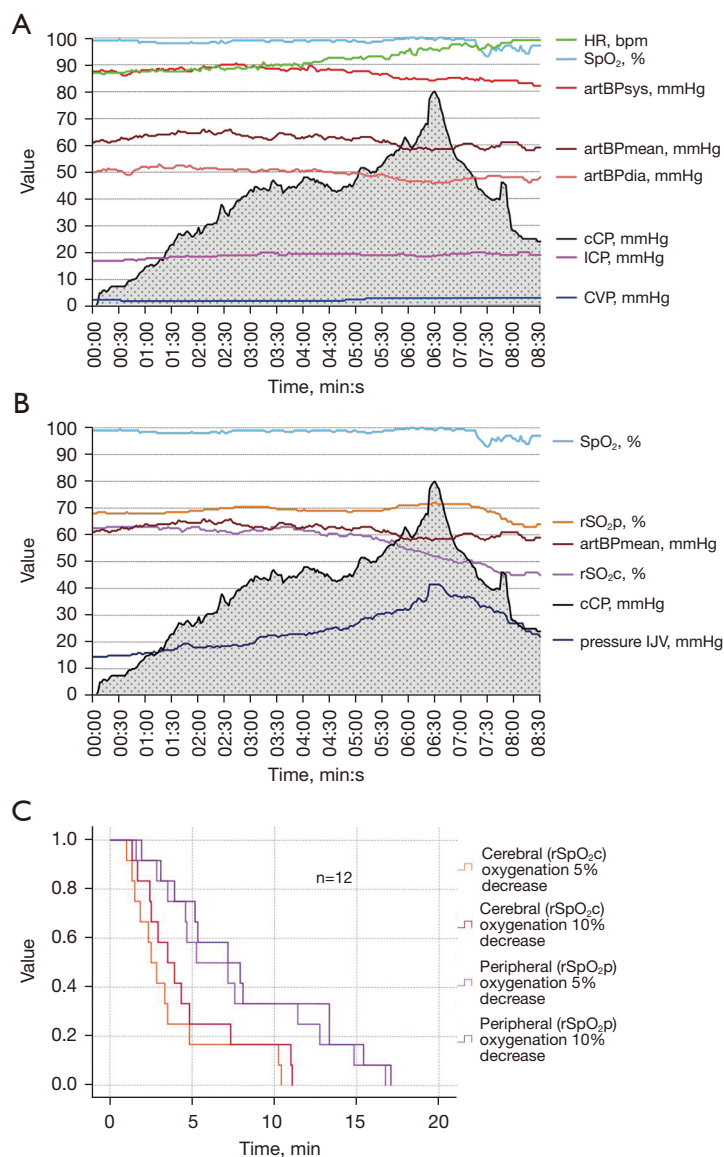 A
100
90
80
70
60
50
40
30
20
10
0
Value
00:00
00:30
01:00
01:30
02:00
02:30
03:00
03:30
04:00
04:30
05:00
05:30
06:00
06:30
07:00
07:30
08:00
08:30
Time, min:s
HR, bpm
SpO₂, %
artBPsys, mmHg
artBPmean, mmHg
artBPdia, mmHg
cCP, mmHg
ICP, mmHg
CVP, mmHg
B
100
90
80
70
60
50
40
30
20
10
0
Value
00:00
00:30
01:00
01:30
02:00
02:30
03:00
03:30
04:00
04:30
05:00
05:30
06:00
06:30
07:00
07:30
08:00
08:30
Time, min:s
SpO₂, %
rSO₂p, %
artBPmean, mmHg
rSO₂c, %
cCP, mmHg
pressure IJV, mmHg
C
1.0
0.8
0.6
0.4
0.2
0.0
Value
n=12
0
5
10
15
20
Time, min
Cerebral (rSpO₂c)
oxygenation 5%
decrease
Cerebral (rSpO₂c)
oxygenation 10%
decrease
Peripheral (rSpO₂p)
oxygenation 5%
decrease
Peripheral (rSpO₂p)
oxygenation 10%
decrease